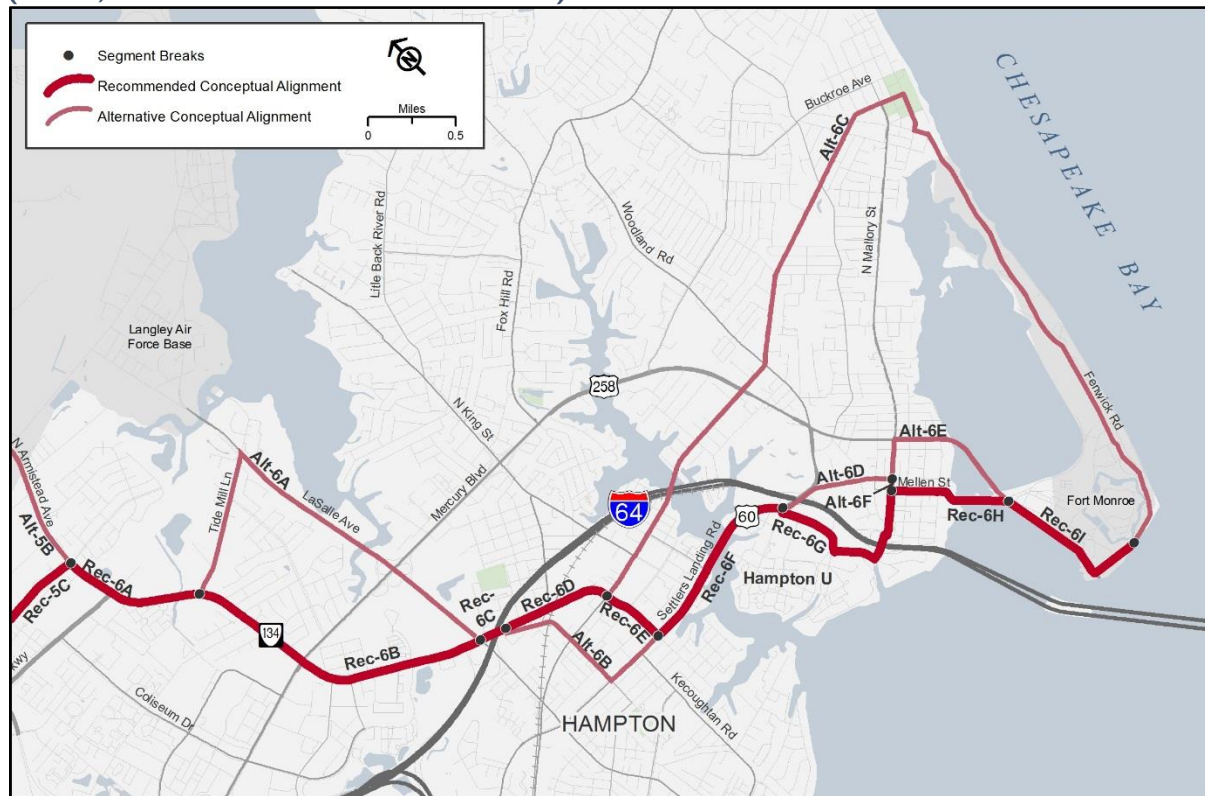 Segment Breaks
Recommended Conceptual Alignment
Alternative Conceptual Alignment
N
Miles
0 0.5
CHESAPEAKE BAY
Buckroe Ave
Alt-6C
Little Back River Rd
Woodland Rd
Fox Hill Rd
N Mallory St
Langley Air
Force Base
258
N King St
Fenwick Rd
N Armistead Ave
Alt-5B
Tide Mill Ln
Alt-6A
LaSalle Ave
Mercury Blvd
Alt-6E
Alt-6D
Mellen St
Alt-6F
Fort Monroe
64
60
Rec-6G
Rec-6H
Rec-6I
Rec-5C
Rec-6A
Rec-6F
Settlers Landing Rd
Hampton U
Rec-
6C
Rec-6D
Rec-6E
134
Rec-6B
Alt-6B
kwy
Coliseum Dr
Kecoughtan Rd
HAMPTON